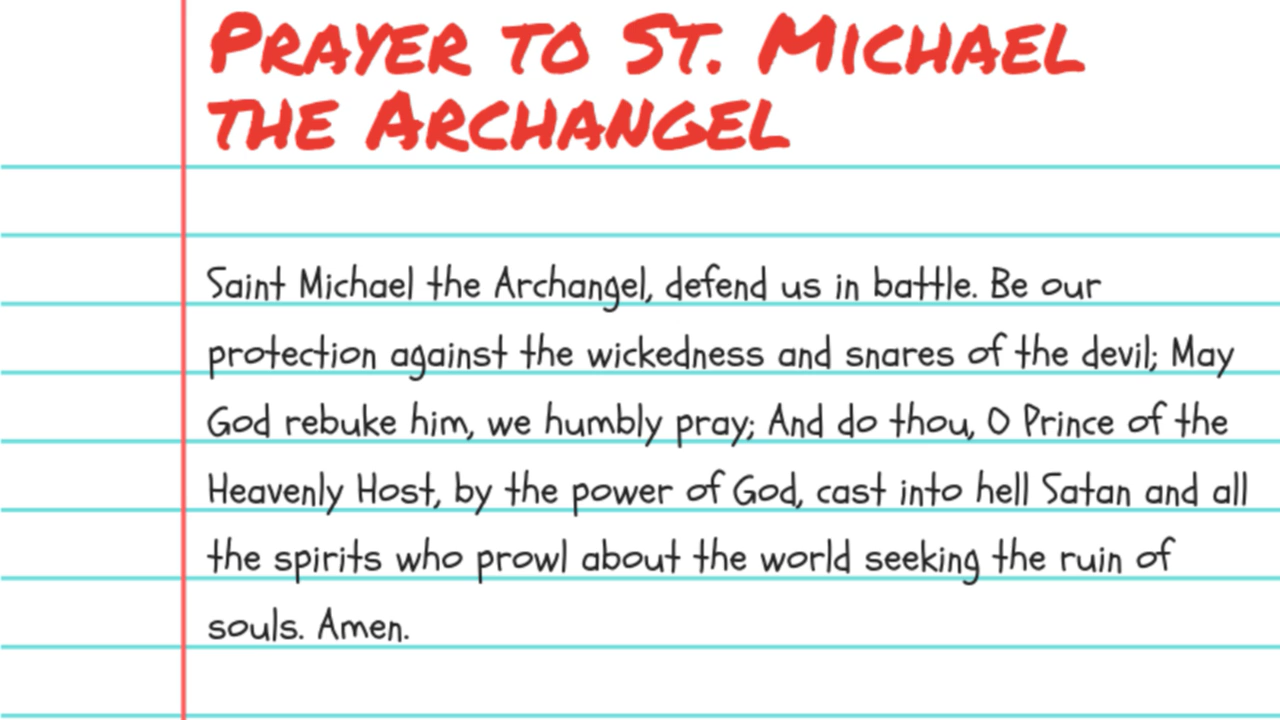 PRAYER TO ST. MICHAEL
THE ARCHANGEL
Saint Michael the Archangel, defend us in battle. Be our
protection against the wickedness and snares of the devil; May
God rebuke him, we humbly pray; And do thou, O Prince of the
Heavenly Host, by the power of God, cast into hell Satan and all
the spirits who prowl about the world seeking the ruin of
souls. Amen.